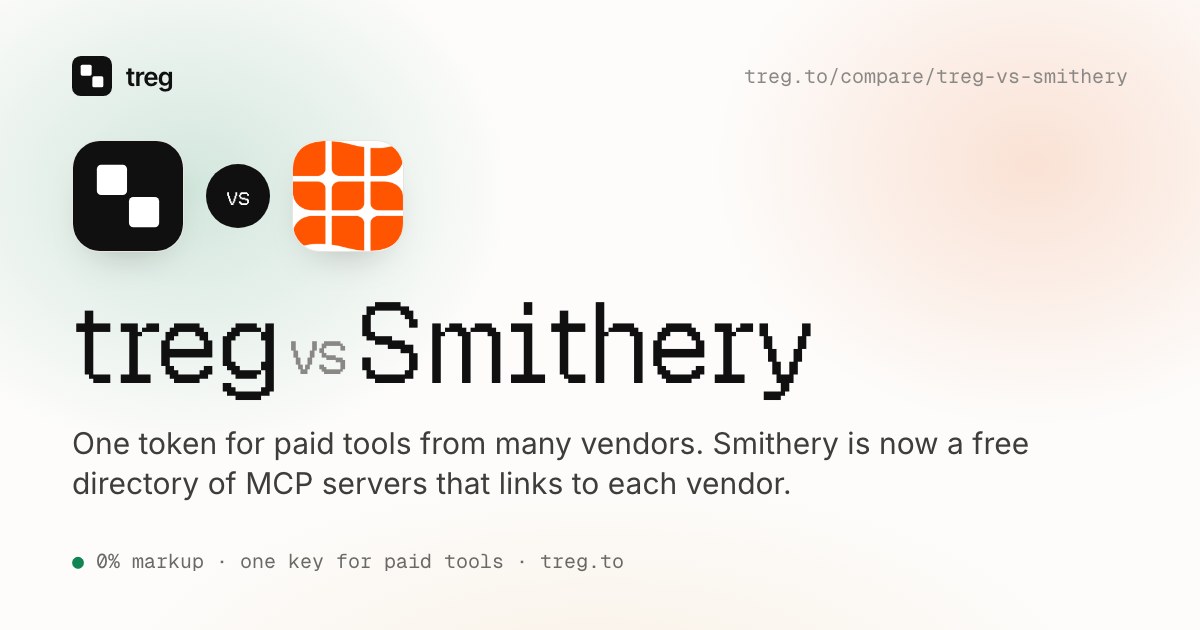 treg
treg.to/compare/treg-vs-smithery
vs
treg vs Smithery
One token for paid tools from many vendors. Smithery is now a free
directory of MCP servers that links to each vendor.
0% markup · one key for paid tools · treg.to